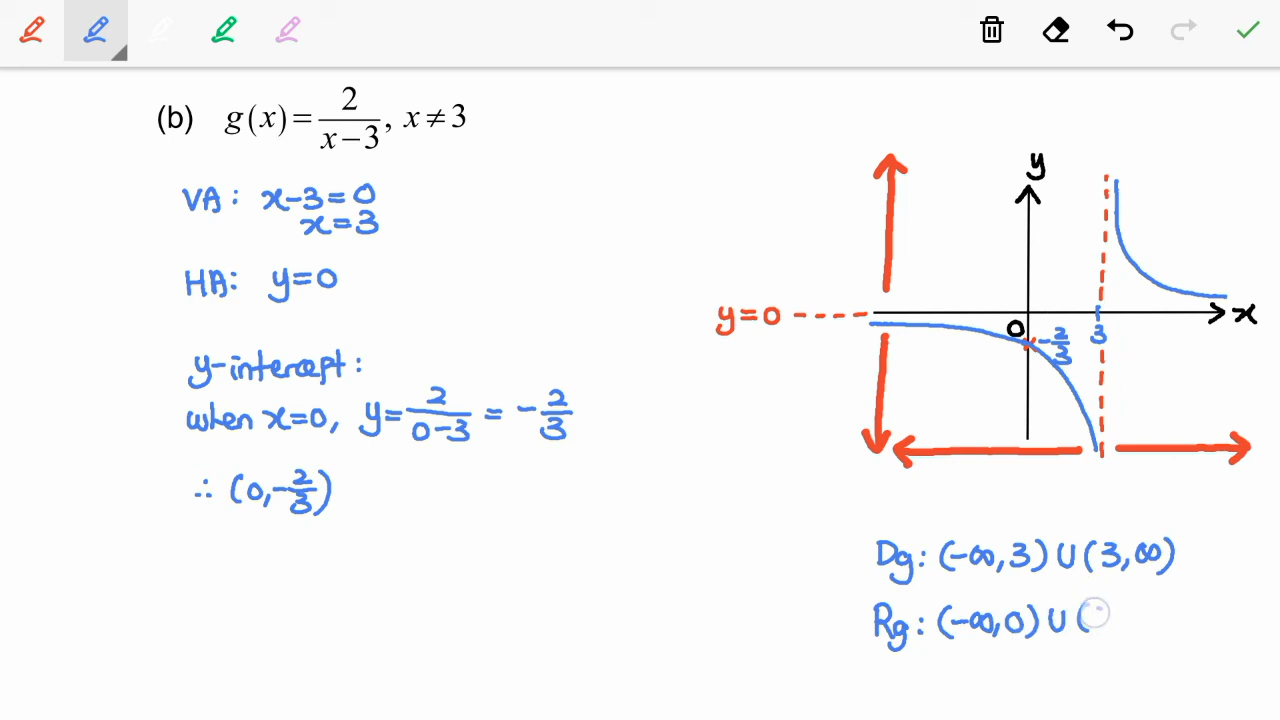 (b) g(x) = 2/(x−3), x ≠ 3
VA: x−3=0
x=3
HA: y=0
y-intercept:
when x=0, y= 2/(0−3) = −2/3
∴ (0, −2/3)
y
y=0
0
−2/3
3
x
Dg: (−∞, 3) ∪ (3, ∞)
Rg: (−∞, 0) ∪ (